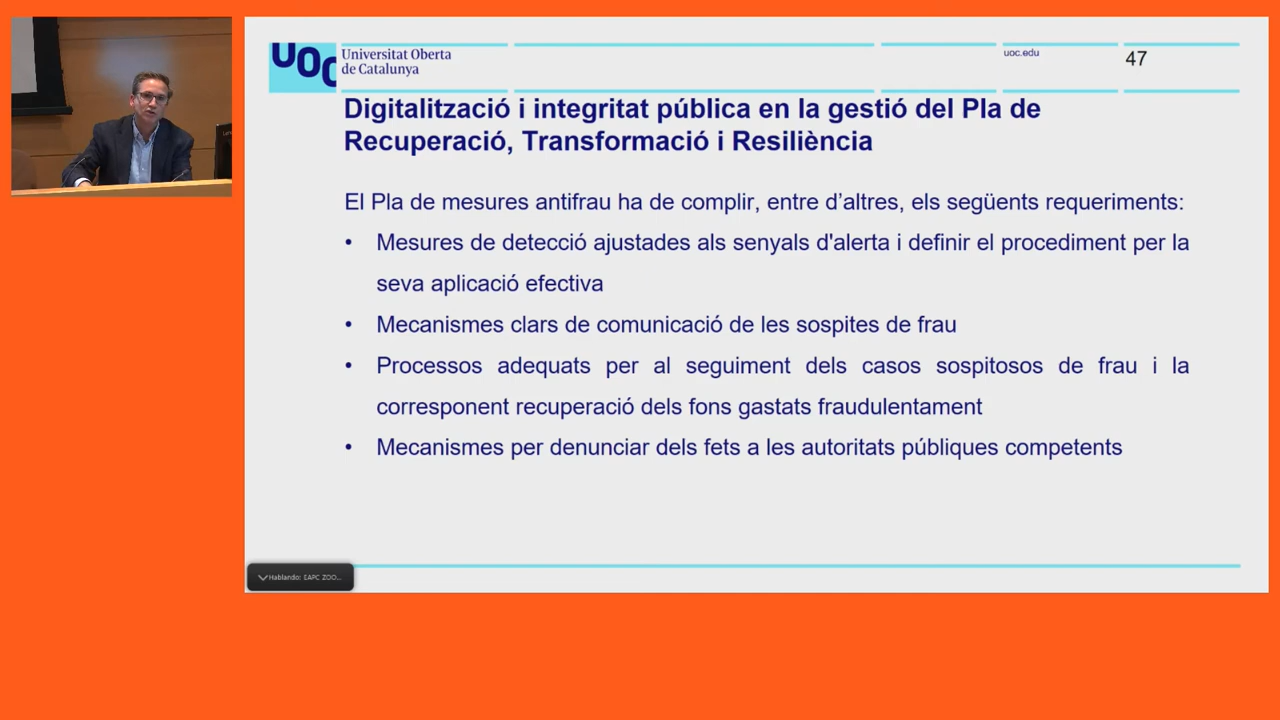 UOC
Universitat Oberta
de Catalunya
uoc.edu
47
Digitalització i integritat pública en la gestió del Pla de
Recuperació, Transformació i Resiliència
El Pla de mesures antifrau ha de complir, entre d’altres, els següents requeriments:
• Mesures de detecció ajustades als senyals d'alerta i definir el procediment per la
seva aplicació efectiva
• Mecanismes clars de comunicació de les sospites de frau
• Processos adequats per al seguiment dels casos sospitosos de frau i la
corresponent recuperació dels fons gastats fraudulentament
• Mecanismes per denunciar dels fets a les autoritats públiques competents
Hablando: EAPC ZOO...